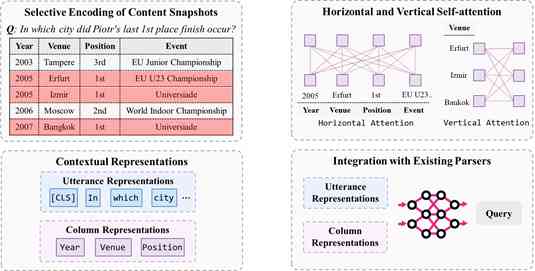 Selective Encoding of Content Snapshots
Q: In which city did Piotr's last 1st place finish occur?
Year Venue Position Event
2003 Tampere 3rd EU Junior Championship
2005 Erfurt 1st EU U23 Championship
2005 Izmir 1st Universiade
2006 Moscow 2nd World Indoor Championship
2007 Bangkok 1st Universiade
Horizontal and Vertical Self-attention
2005 Erfurt 1st EU U23..
Year Venue Position Event
Horizontal Attention
Venue
Erfurt
Izmir
Bankok
Vertical Attention
Contextual Representations
Utterance Representations
[CLS] In which city ...
Column Representations
Year Venue Position
Integration with Existing Parsers
Utterance
Representations
Column
Representations
Query